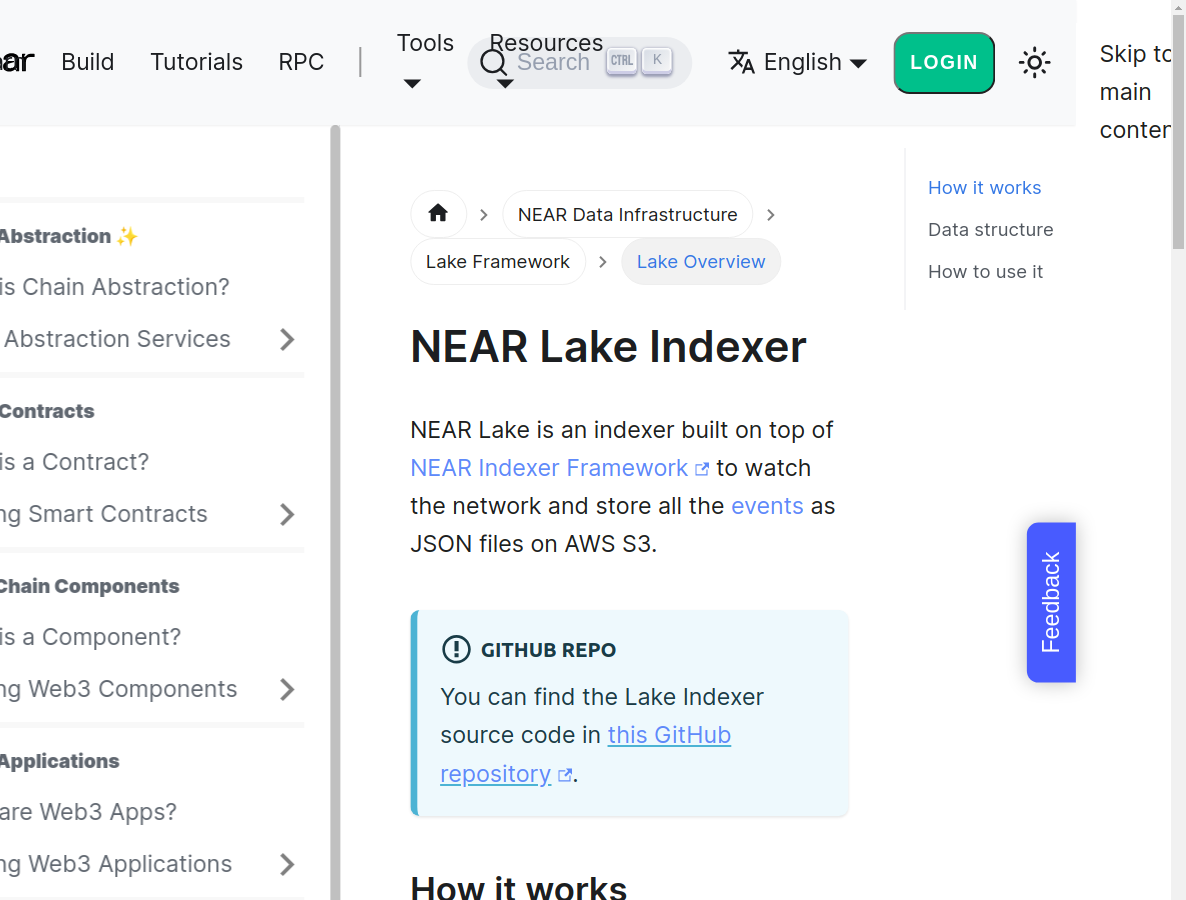 ar
Build
Tutorials
RPC
Tools
Resources
Search
CTRL
K
English
LOGIN
Skip to
main
Abstraction ✨
is Chain Abstraction?
Abstraction Services
Contracts
is a Contract?
ng Smart Contracts
Chain Components
is a Component?
ng Web3 Components
Applications
are Web3 Apps?
ng Web3 Applications
NEAR Data Infrastructure
Lake Framework
Lake Overview
NEAR Lake Indexer
NEAR Lake is an indexer built on top of
NEAR Indexer Framework to watch
the network and store all the events as
JSON files on AWS S3.
GITHUB REPO
You can find the Lake Indexer
source code in this GitHub
repository.
How it works
How it works
Data structure
How to use it
Feedback